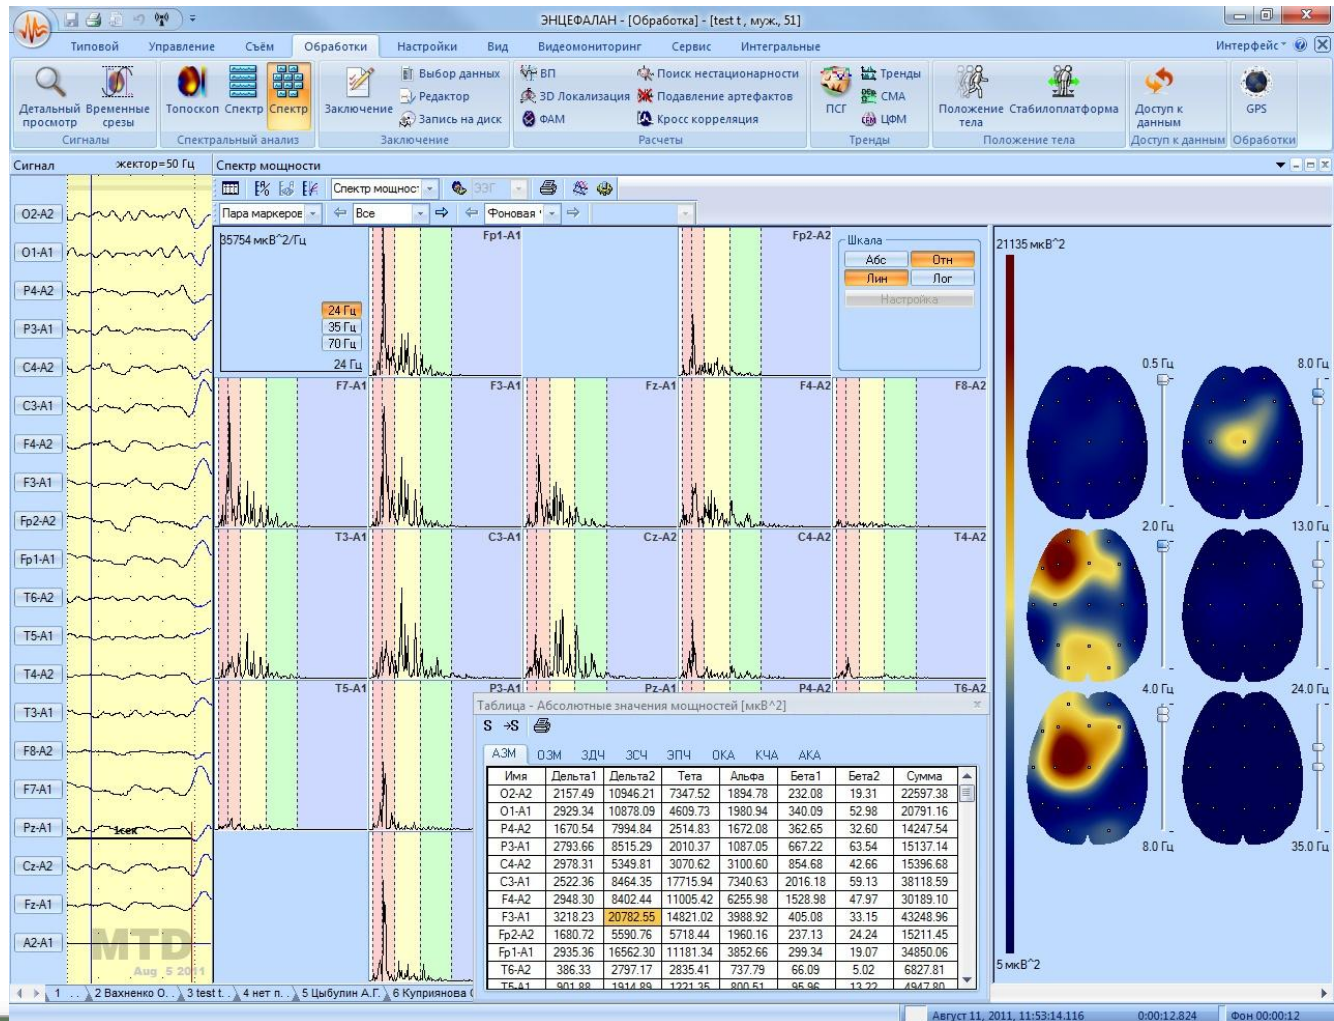 ЭНЦЕФАЛАН - [Обработка] - [test t , муж., 51]
Типовой Управление Съём Обработки Настройки Вид Видеомониторинг Сервис Интегральные Интерфейс
Детальный просмотр Временные срезы Топоскоп Спектр Спектр Заключение
Выбор данных
Редактор
Запись на диск
ВП
3D Локализация
ФАМ
Поиск нестационарности
Подавление артефактов
Кросс корреляция
ПСГ
Тренды
СМА
ЦФМ
Положение тела Стабилоплатформа Доступ к данным GPS
Сигналы Спектральный анализ Заключение Расчеты Тренды Положение тела Доступ к данным Обработки
Сигнал жектор=50 Гц Спектр мощности
Спектр мощнос ЭЭГ
Пара маркеров Все Фоновая
O2-A2
O1-A1
P4-A2
P3-A1
C4-A2
C3-A1
F4-A2
F3-A1
Fp2-A2
Fp1-A1
T6-A2
T5-A1
T4-A2
T3-A1
F8-A2
F7-A1
Pz-A1
1сек
Cz-A2
Fz-A1
A2-A1
MTD
Aug 5 2011
35754 мкВ^2/Гц
24 Гц
35 Гц
70 Гц
24 Гц
Fp1-A1 Fp2-A2
Шкала
Абс Отн
Лин Лог
Настройка
F7-A1 F3-A1 Fz-A1 F4-A2 F8-A2
T3-A1 C3-A1 Cz-A2 C4-A2 T4-A2
T5-A1 P3-A1 Pz-A1 P4-A2 T6-A2
Таблица - Абсолютные значения мощностей [мкВ^2]
S →S
АЗМ ОЗМ ЗДЧ ЗСЧ ЭПЧ ОКА КЧА АКА
Имя Дельта1 Дельта2 Тета Альфа Бета1 Бета2 Сумма
O2-A2 2157.49 10946.21 7347.52 1894.78 232.08 19.31 22597.38
O1-A1 2929.34 10878.09 4609.73 1980.94 340.09 52.98 20791.16
P4-A2 1670.54 7994.84 2514.83 1672.08 362.65 32.60 14247.54
P3-A1 2793.66 8515.29 2010.37 1087.05 667.22 63.54 15137.14
C4-A2 2978.31 5349.81 3070.62 3100.60 854.68 42.66 15396.68
C3-A1 2522.36 8464.35 17715.94 7340.63 2016.18 59.13 38118.59
F4-A2 2948.30 8402.44 11005.42 6255.98 1528.98 47.97 30189.10
F3-A1 3218.23 20782.55 14821.02 3988.92 405.08 33.15 43248.96
Fp2-A2 1680.72 5590.76 5718.44 1960.16 237.13 24.24 15211.45
Fp1-A1 2935.36 16562.30 11181.34 3852.66 299.34 19.07 34850.06
T6-A2 386.33 2797.17 2835.41 737.79 66.09 5.02 6827.81
T5-A1 901.88 1914.89 1221.35 800.51 95.96 13.22 4947.80
21135 мкВ^2
0.5 Гц 8.0 Гц
2.0 Гц 13.0 Гц
4.0 Гц 24.0 Гц
8.0 Гц 35.0 Гц
5 мкВ^2
1 . . 2 Вахненко О. . 3 test t. . 4 нет п. . 5 Цыбулин А.Г. 6 Куприянова
Август 11, 2011, 11:53:14.116 0:00:12.824 Фон 00:00:12